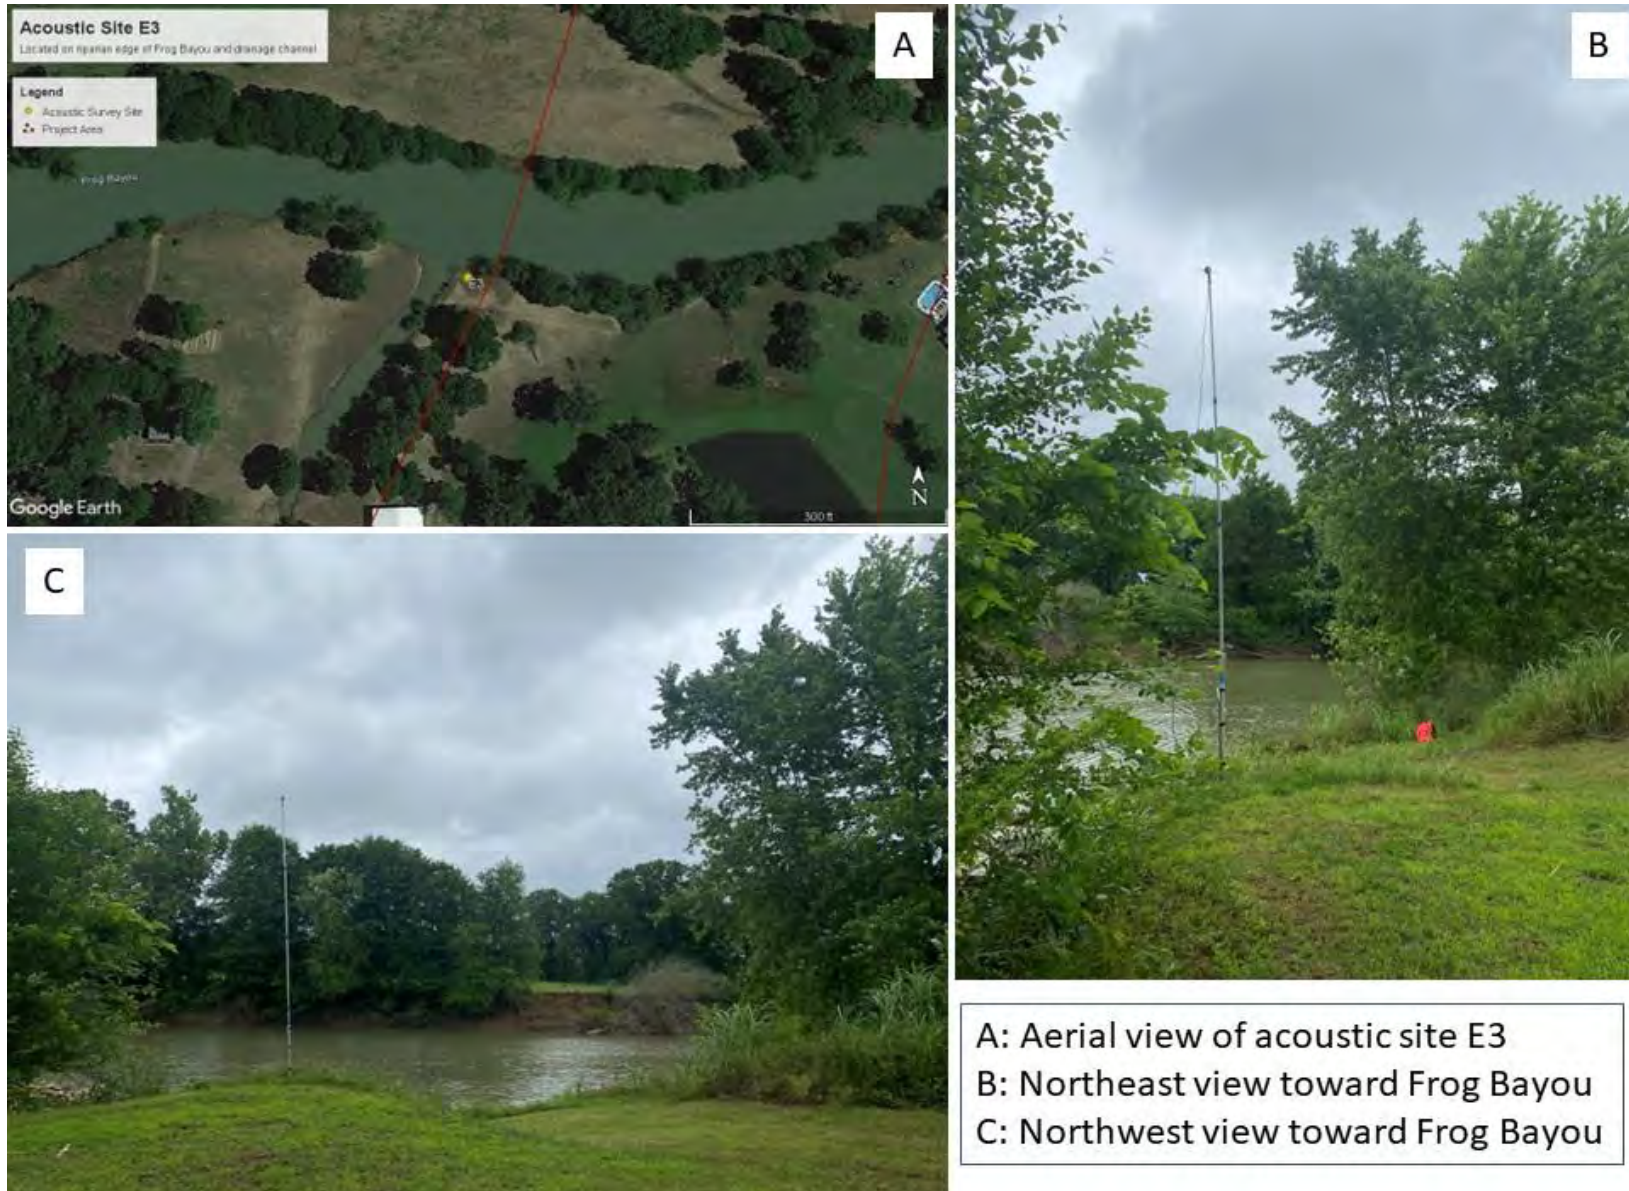 Acoustic Site E3
Located on riparian edge of Frog Bayou and dranage channel
A
Legend
Acoustic Survey Site
Project Area
Frog Bayou
E3
Google Earth
N
300 ft
B
C
A: Aerial view of acoustic site E3
B: Northeast view toward Frog Bayou
C: Northwest view toward Frog Bayou